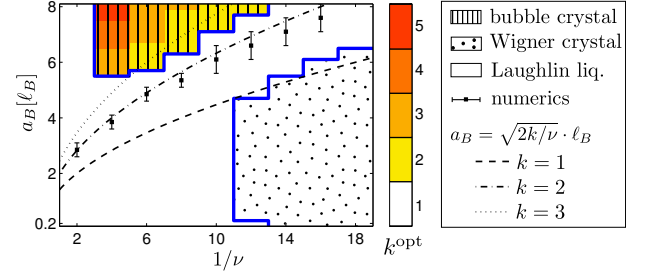 8
6
4
2
0.2
a_B[ℓ_B]
2
6
10
14
18
1/ν
5
4
3
2
1
k^opt
bubble crystal
Wigner crystal
Laughlin liq.
numerics
a_B = √(2k/ν) · ℓ_B
k = 1
k = 2
k = 3